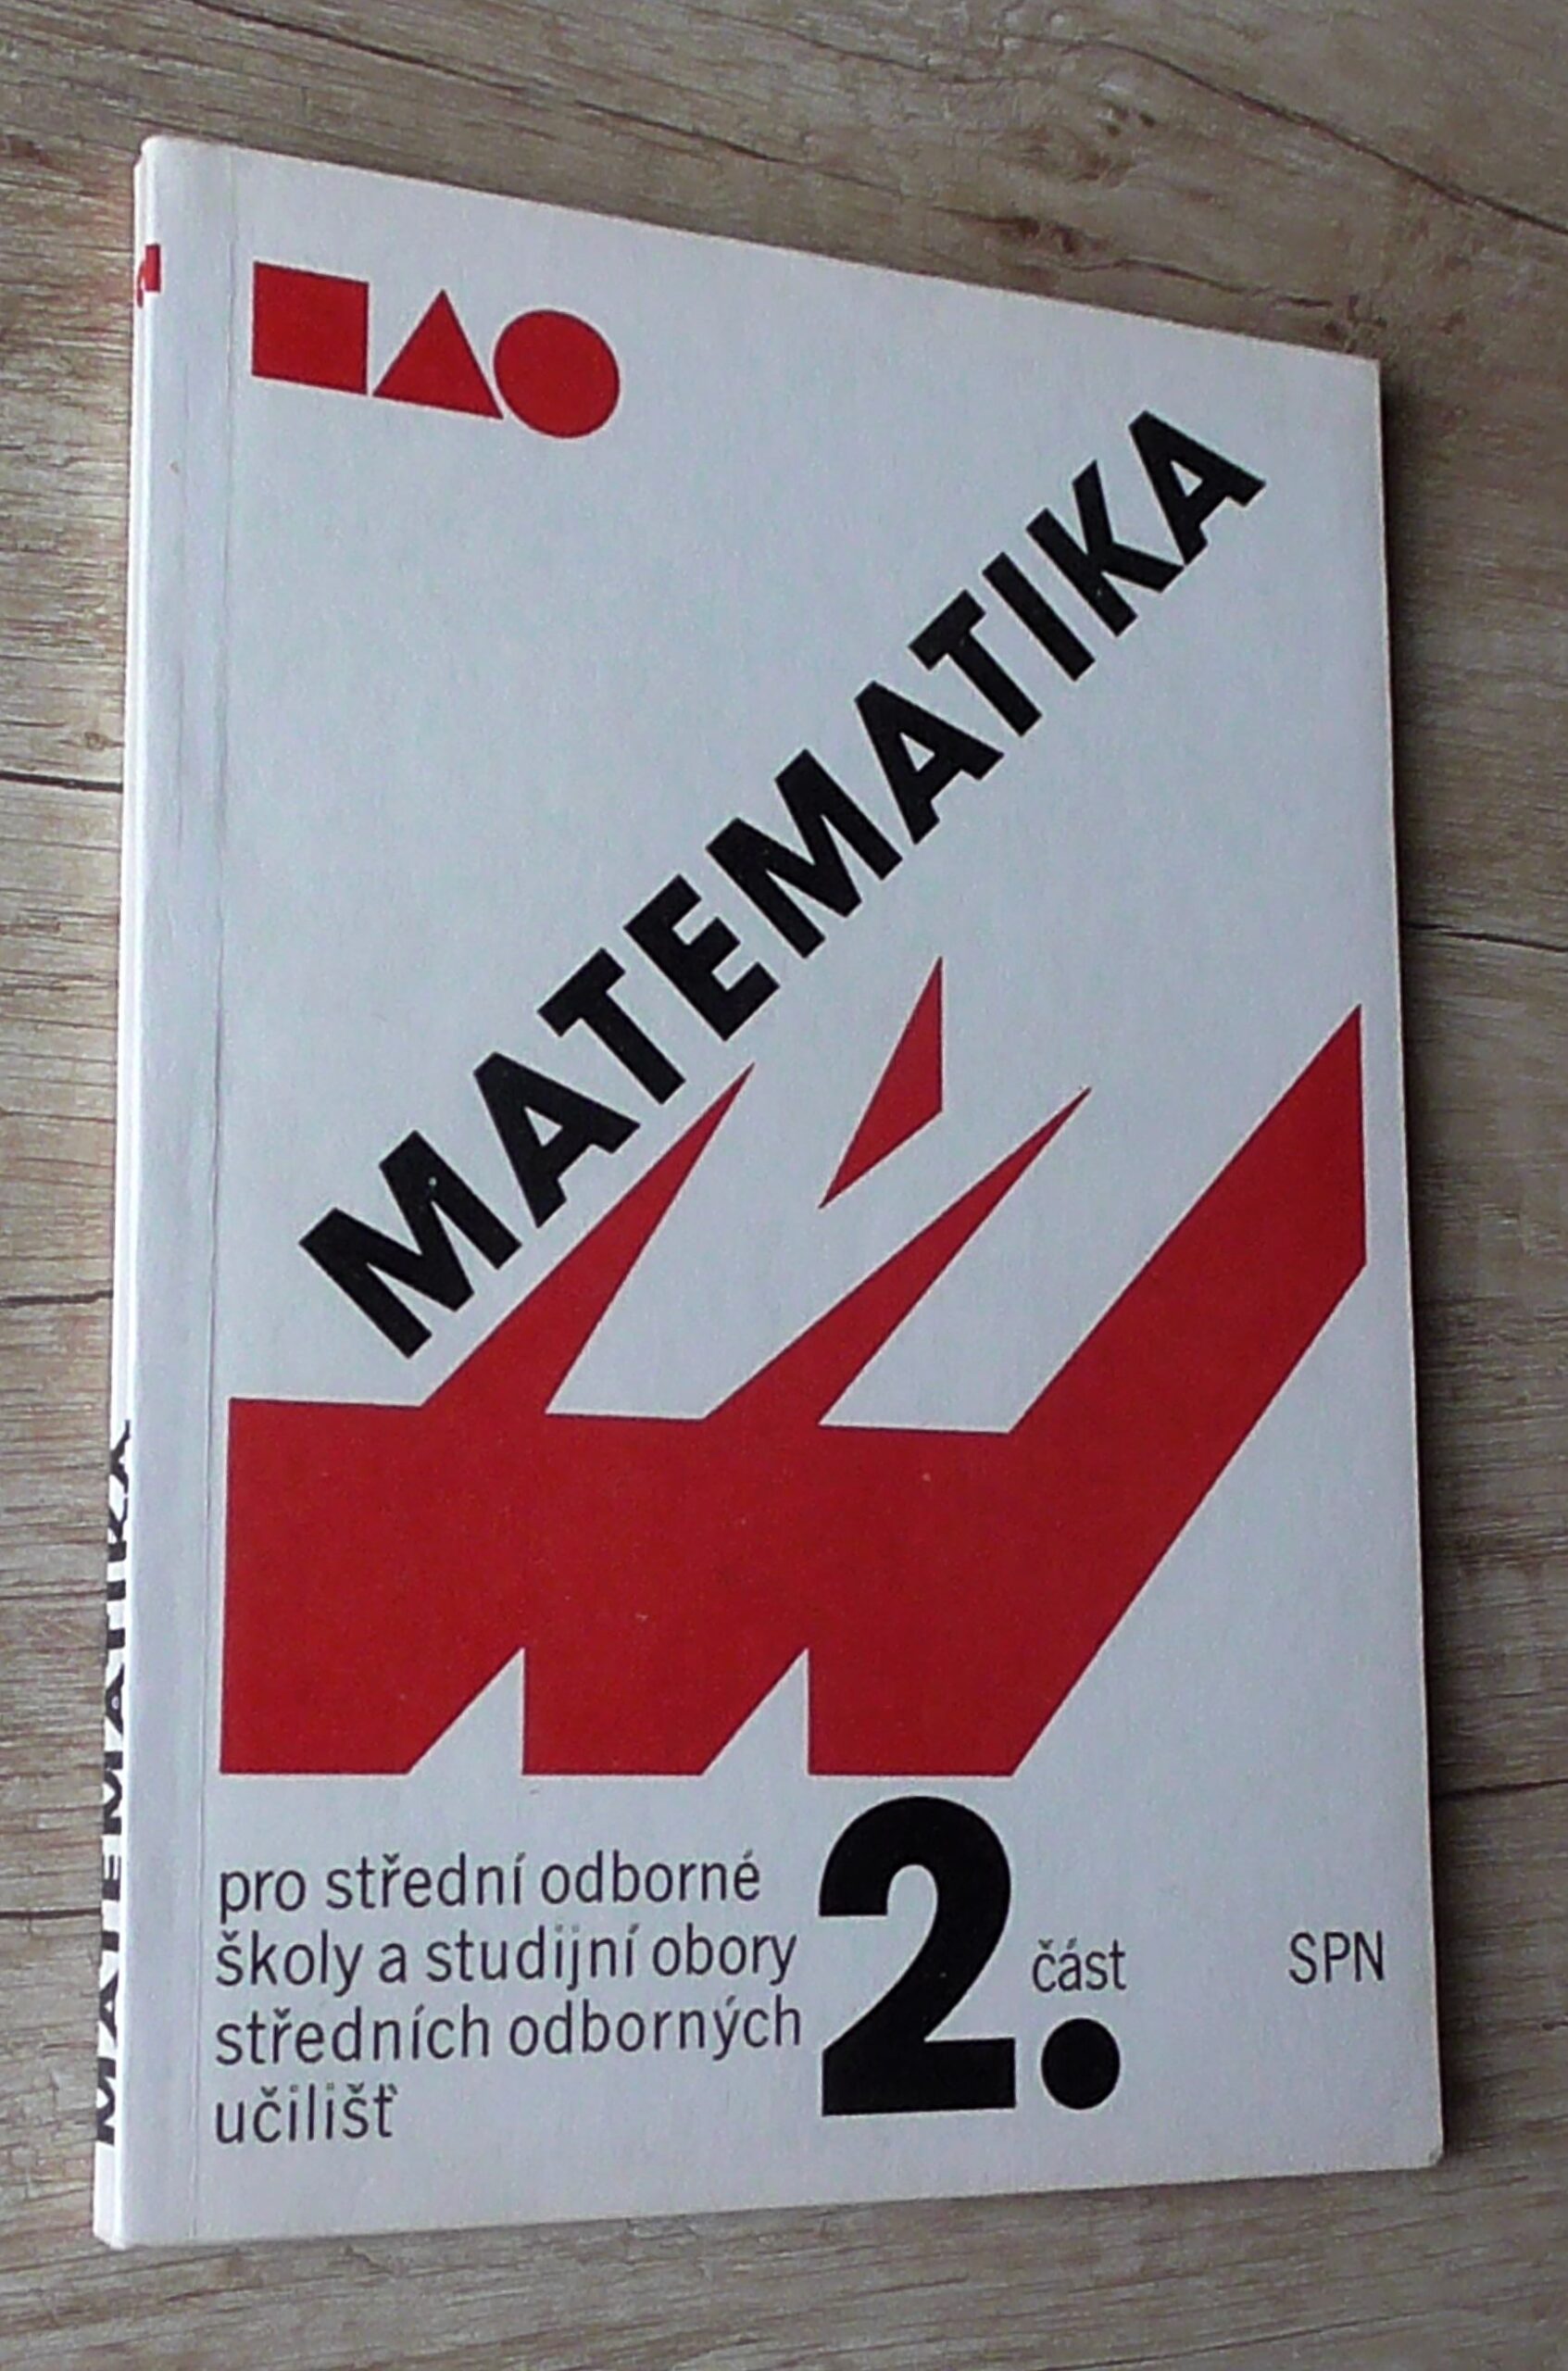 MATEMATIKA
pro střední odborné
školy a studijní obory
středních odborných
učilišť
2.
část
SPN
MATEMATIKA